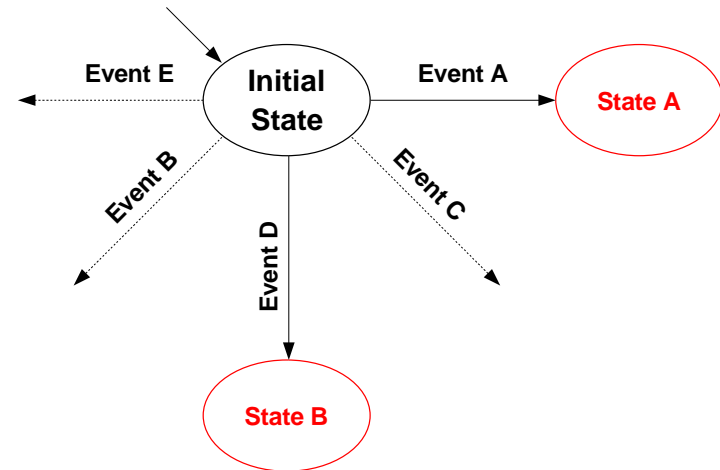 Event E
Initial
State
Event A
State A
Event B
Event C
Event D
State B